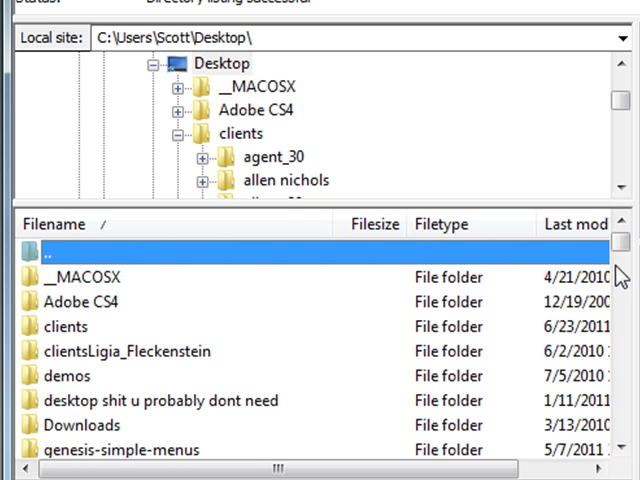 Status: Directory listing successful
Local site: C:\Users\Scott\Desktop\
Desktop
__MACOSX
Adobe CS4
clients
agent_30
allen nichols
Filename / Filesize Filetype Last mod
..
__MACOSX File folder 4/21/2010
Adobe CS4 File folder 12/19/200
clients File folder 6/23/2011
clientsLigia_Fleckenstein File folder 6/2/2010
demos File folder 7/5/2010
desktop shit u probably dont need File folder 1/11/2011
Downloads File folder 3/13/2010
genesis-simple-menus File folder 5/7/2011